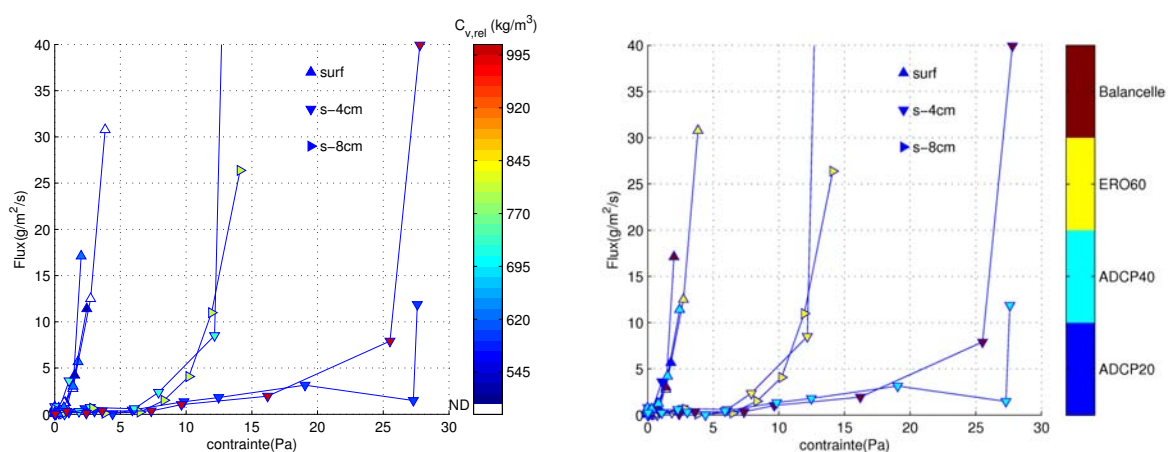 C_{v,rel} (kg/m^3)
40
35
30
25
20
15
10
5
0
Flux(g/m^2/s)
0 5 10 15 20 25 30
contrainte(Pa)
surf
s-4cm
s-8cm
995
920
845
770
695
620
545
ND
40
35
30
25
20
15
10
5
0
Flux(g/m^2/s)
0 5 10 15 20 25 30
contrainte(Pa)
surf
s-4cm
s-8cm
Balancelle
ERO60
ADCP40
ADCP20